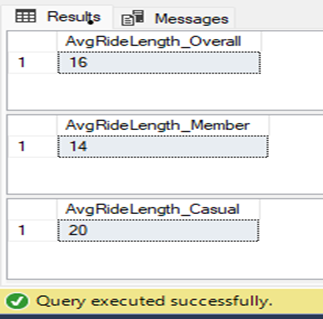 Results Messages
AvgRideLength_Overall
1 16
AvgRideLength_Member
1 14
AvgRideLength_Casual
1 20
Query executed successfully.